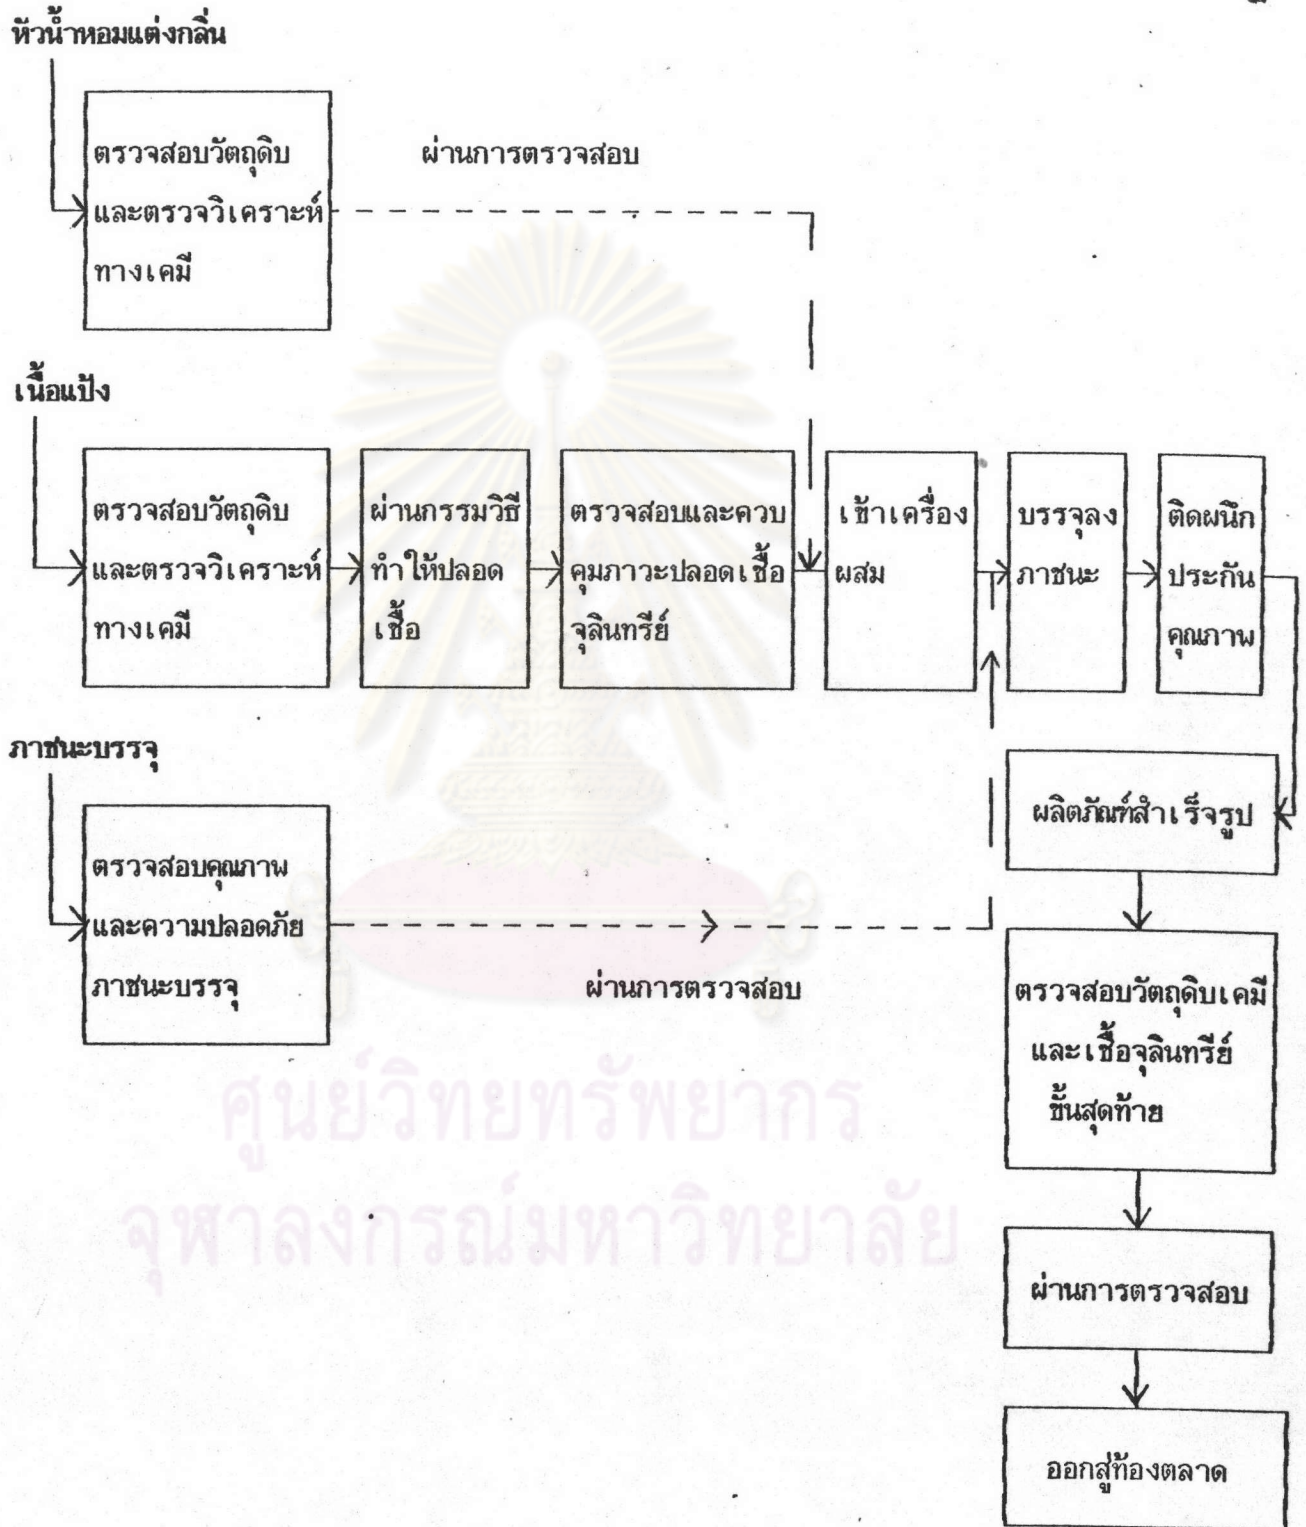 หัวน้ำหอมแต่งกลิ่น
ตรวจสอบวัตถุดิบ
และตรวจวิเคราะห์
ทางเคมี
ผ่านการตรวจสอบ
เนื้อแป้ง
ตรวจสอบวัตถุดิบ
และตรวจวิเคราะห์
ทางเคมี
ผ่านกรรมวิธี
ทำให้ปลอด
เชื้อ
ตรวจสอบและควบ
คุมภาวะปลอดเชื้อ
จุลินทรีย์
เข้าเครื่อง
ผสม
บรรจุลง
ภาชนะ
ติดผนึก
ประกัน
คุณภาพ
ภาชนะบรรจุ
ตรวจสอบคุณภาพ
และความปลอดภัย
ภาชนะบรรจุ
ผ่านการตรวจสอบ
ผลิตภัณฑ์สำเร็จรูป
ตรวจสอบวัตถุดิบเคมี
และเชื้อจุลินทรีย์
ขั้นสุดท้าย
ผ่านการตรวจสอบ
ออกสู่ท้องตลาด
ศูนย์วิทยทรัพยากร
จุฬาลงกรณ์มหาวิทยาลัย